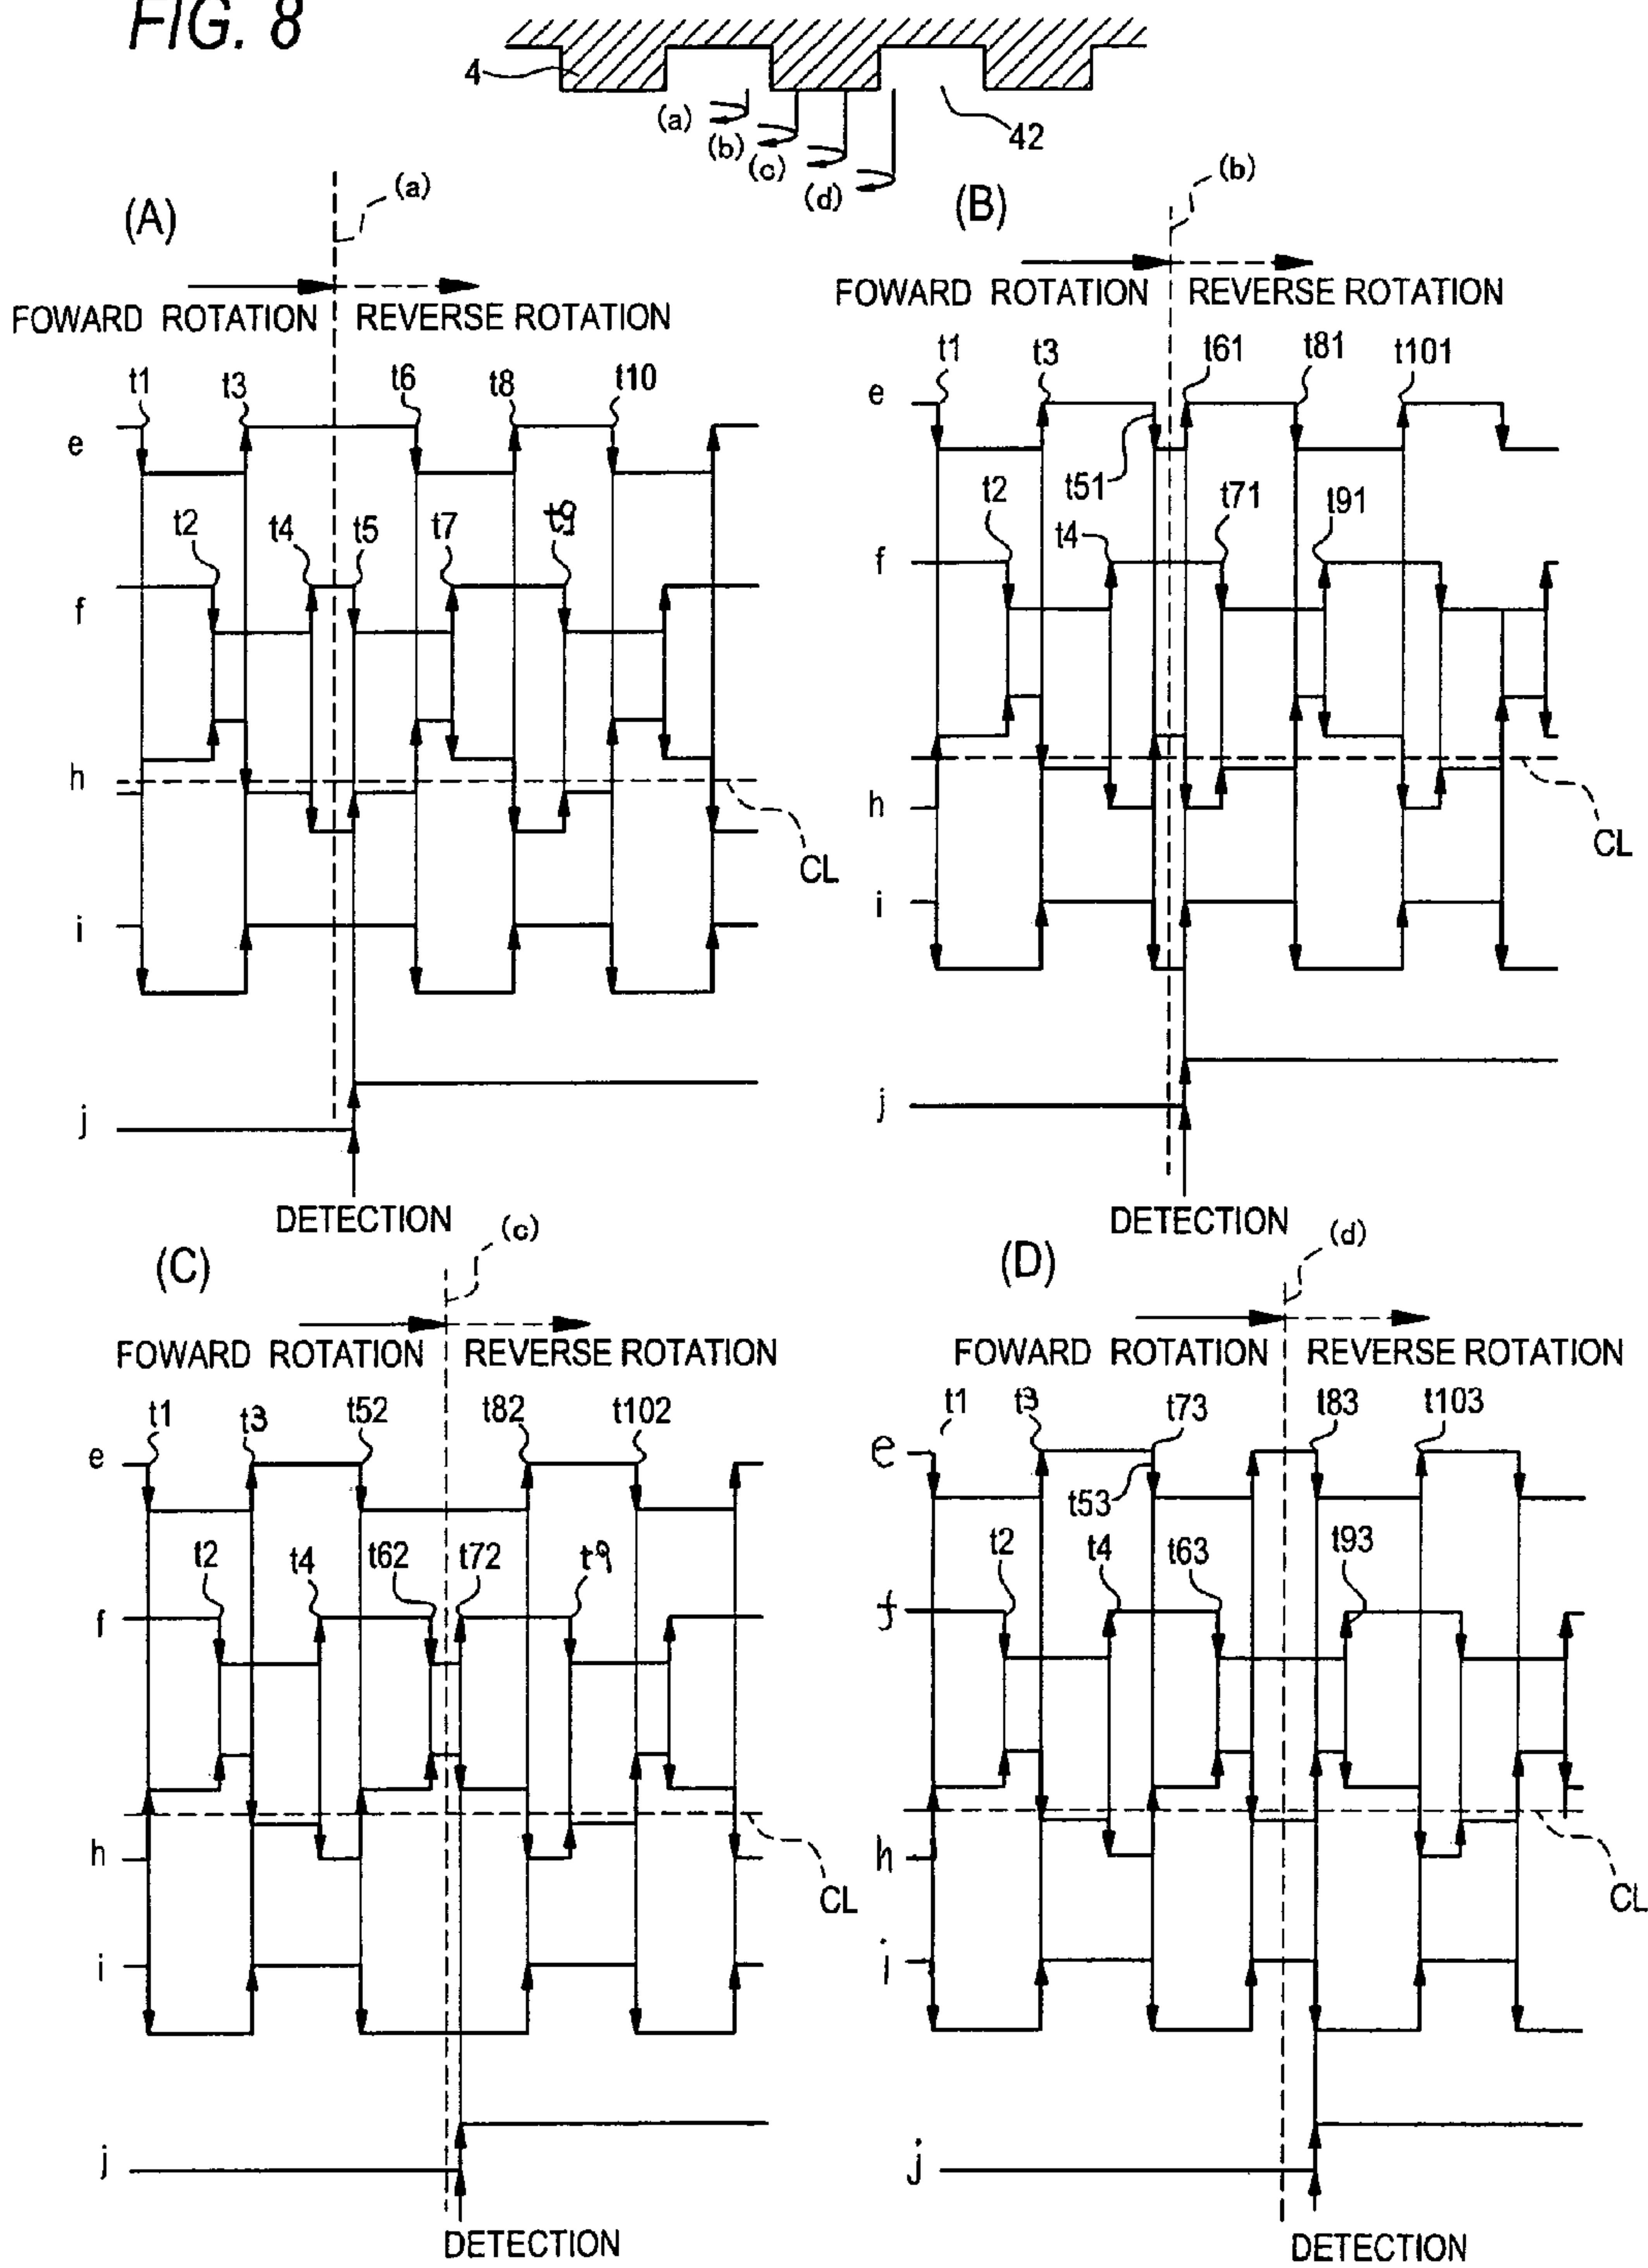 FIG. 8
4
42
(a)
(b)
(c)
(d)
(A)
(a)
FOWARD ROTATION
REVERSE ROTATION
t1
t3
t6
t8
t10
e
t2
t4
t5
t7
t9
f
h
CL
i
j
DETECTION
(B)
(b)
FOWARD ROTATION
REVERSE ROTATION
t1
t3
t61
t81
t101
e
t51
t2
t4
t71
t91
f
h
CL
i
j
DETECTION
(C)
(c)
FOWARD ROTATION
REVERSE ROTATION
t1
t3
t52
t82
t102
e
t2
t4
t62
t72
t9
f
h
CL
i
j
DETECTION
(D)
(d)
FOWARD ROTATION
REVERSE ROTATION
t1
t3
t73
t83
t103
e
t53
t2
t4
t63
t93
f
h
CL
i
j
DETECTION